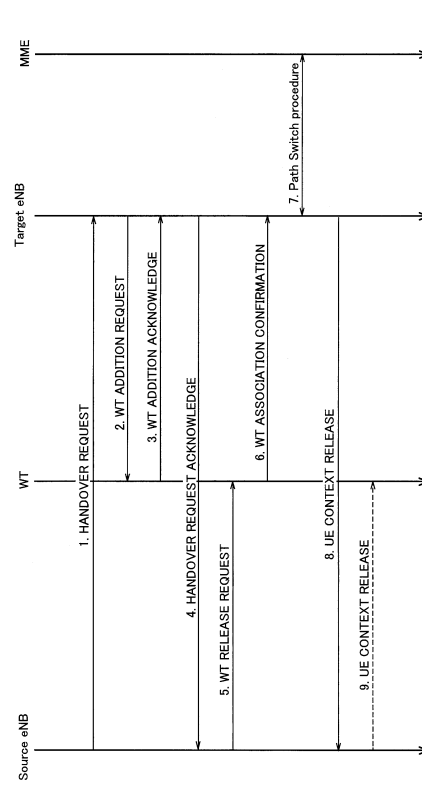 Source eNB
WT
Target eNB
MME
1. HANDOVER REQUEST
2. WT ADDITION REQUEST
3. WT ADDITION ACKNOWLEDGE
4. HANDOVER REQUEST ACKNOWLEDGE
5. WT RELEASE REQUEST
6. WT ASSOCIATION CONFIRMATION
7. Path Switch procedure
8. UE CONTEXT RELEASE
9. UE CONTEXT RELEASE